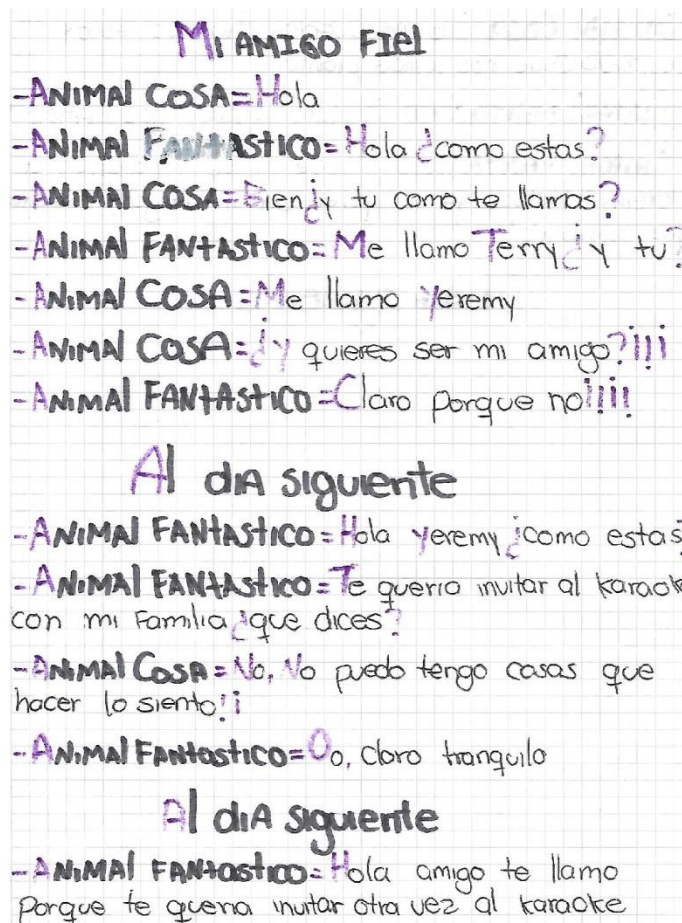 MI AMIGO FIEl
-ANIMAl COSA=Hola
-ANIMAl FANTASTICO=Hola ¿como estas?
-ANIMAl COSA=Bien¿y tu como te llamas?
-ANIMAl FANTASTICO=Me llamo Terry¿y tu?
-ANIMAl COSA=Me llamo Yeremy
-ANIMAl COSA=¿y quieres ser mi amigo?¡¡¡
-ANIMAl FANTASTICO=Claro porque no!¡¡¡!
Al dIA siguiente
-ANIMAl FANTASTICO=Hola Yeremy¿como estas
-ANIMAl FANTASTICO=Te queria invitar al karaok
con mi Familia¿que dices?
-ANIMAl COSA=No, No puedo tengo casas que
hacer lo siento!¡
-ANIMAl FANTASTICO=Oo, claro tranquilo
Al dIA siguiente
-ANIMAl FANTASTICO=Hola amigo te llamo
porque te queria invitar otra vez al karaoke